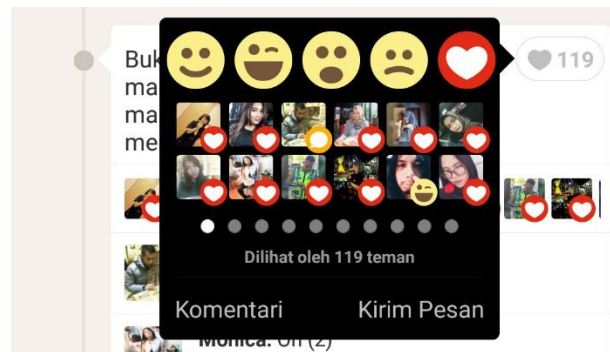 Buk
ma
ma
me
119
Dilihat oleh 119 teman
Komentari
Kirim Pesan
Monica: Oh (2)